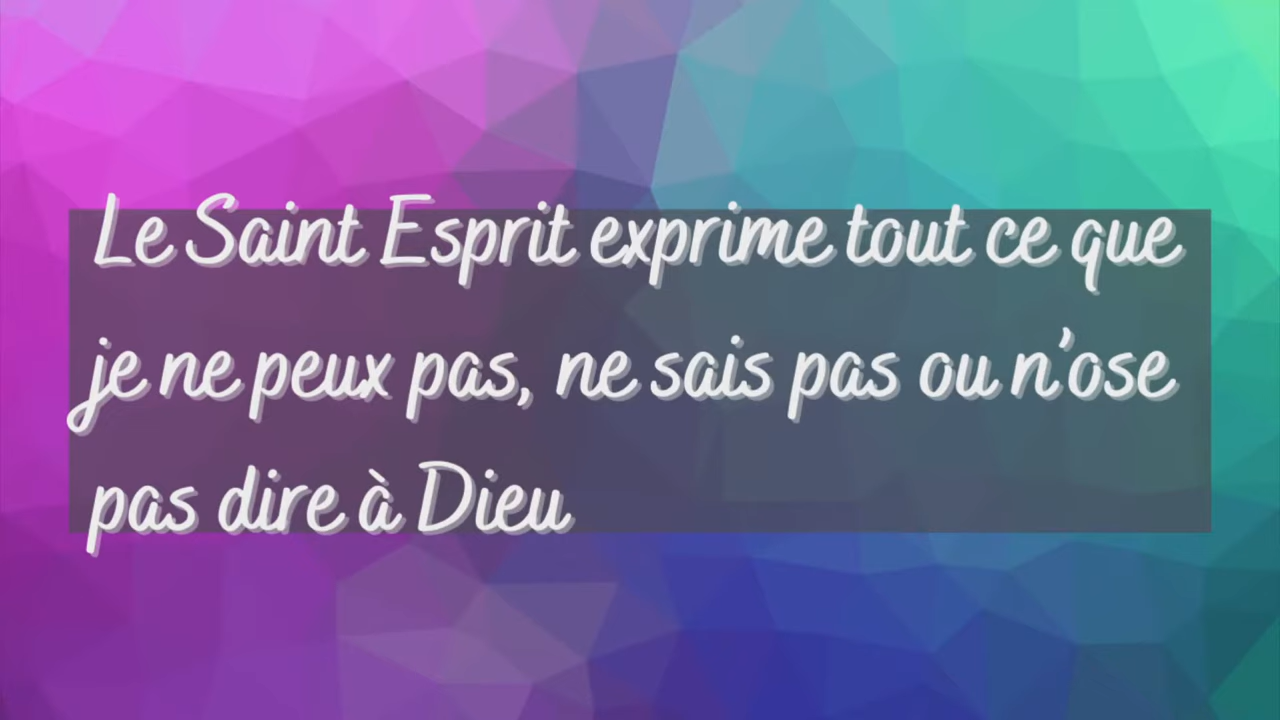 Le Saint Esprit exprime tout ce que
je ne peux pas, ne sais pas ou n'ose
pas dire à Dieu